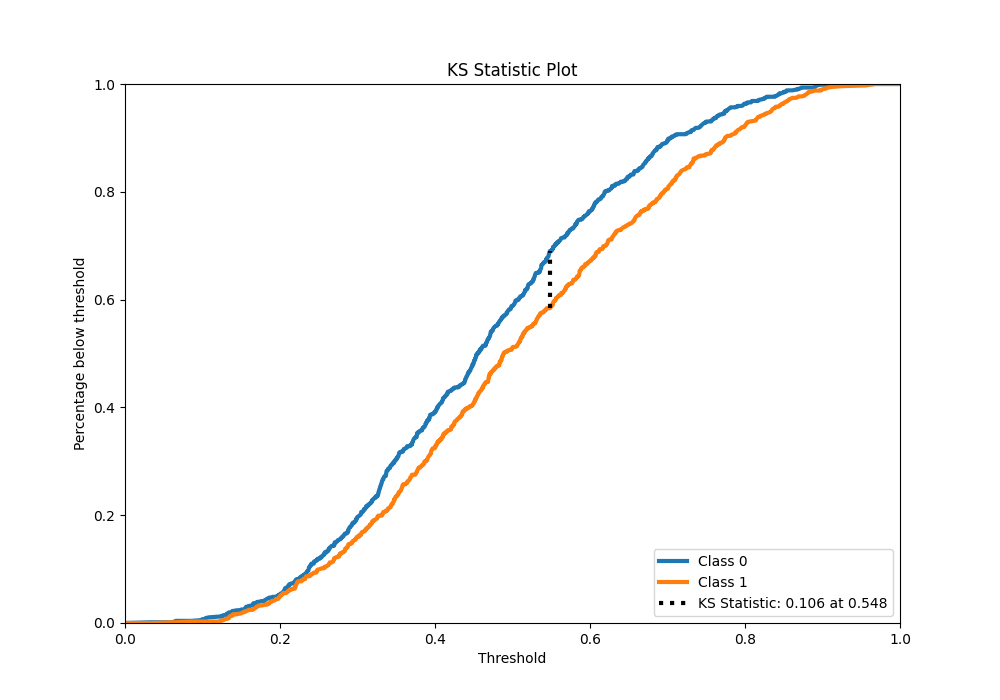 KS Statistic Plot
Percentage below threshold
1.0
0.8
0.6
0.4
0.2
0.0
0.0 0.2 0.4 0.6 0.8 1.0
Threshold
Class 0
Class 1
KS Statistic: 0.106 at 0.548